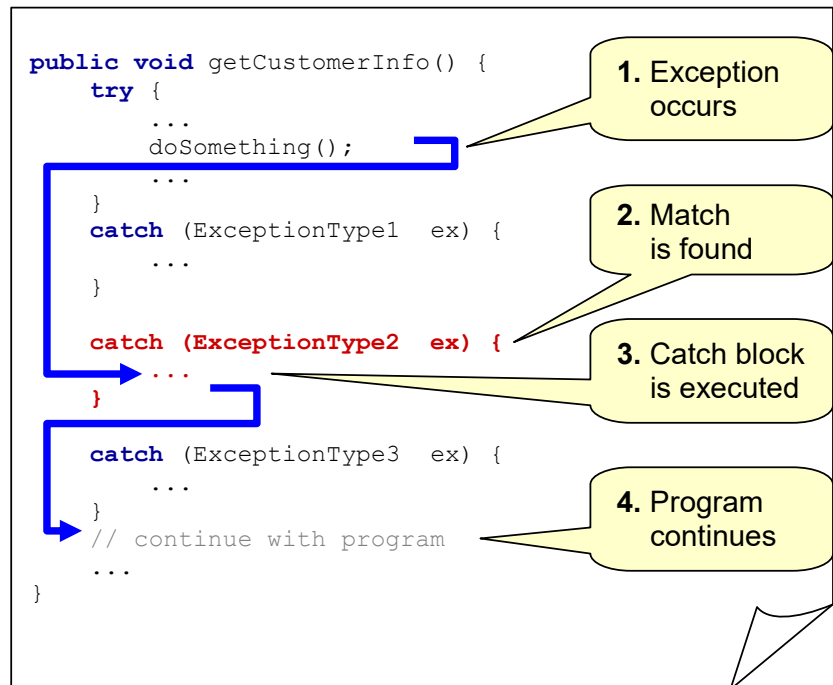 public void getCustomerInfo() {
try {
...
doSomething();
...
}
catch (ExceptionType1 ex) {
...
}
catch (ExceptionType2 ex) {
...
}
catch (ExceptionType3 ex) {
...
}
// continue with program
...
}
1. Exception
occurs
2. Match
is found
3. Catch block
is executed
4. Program
continues